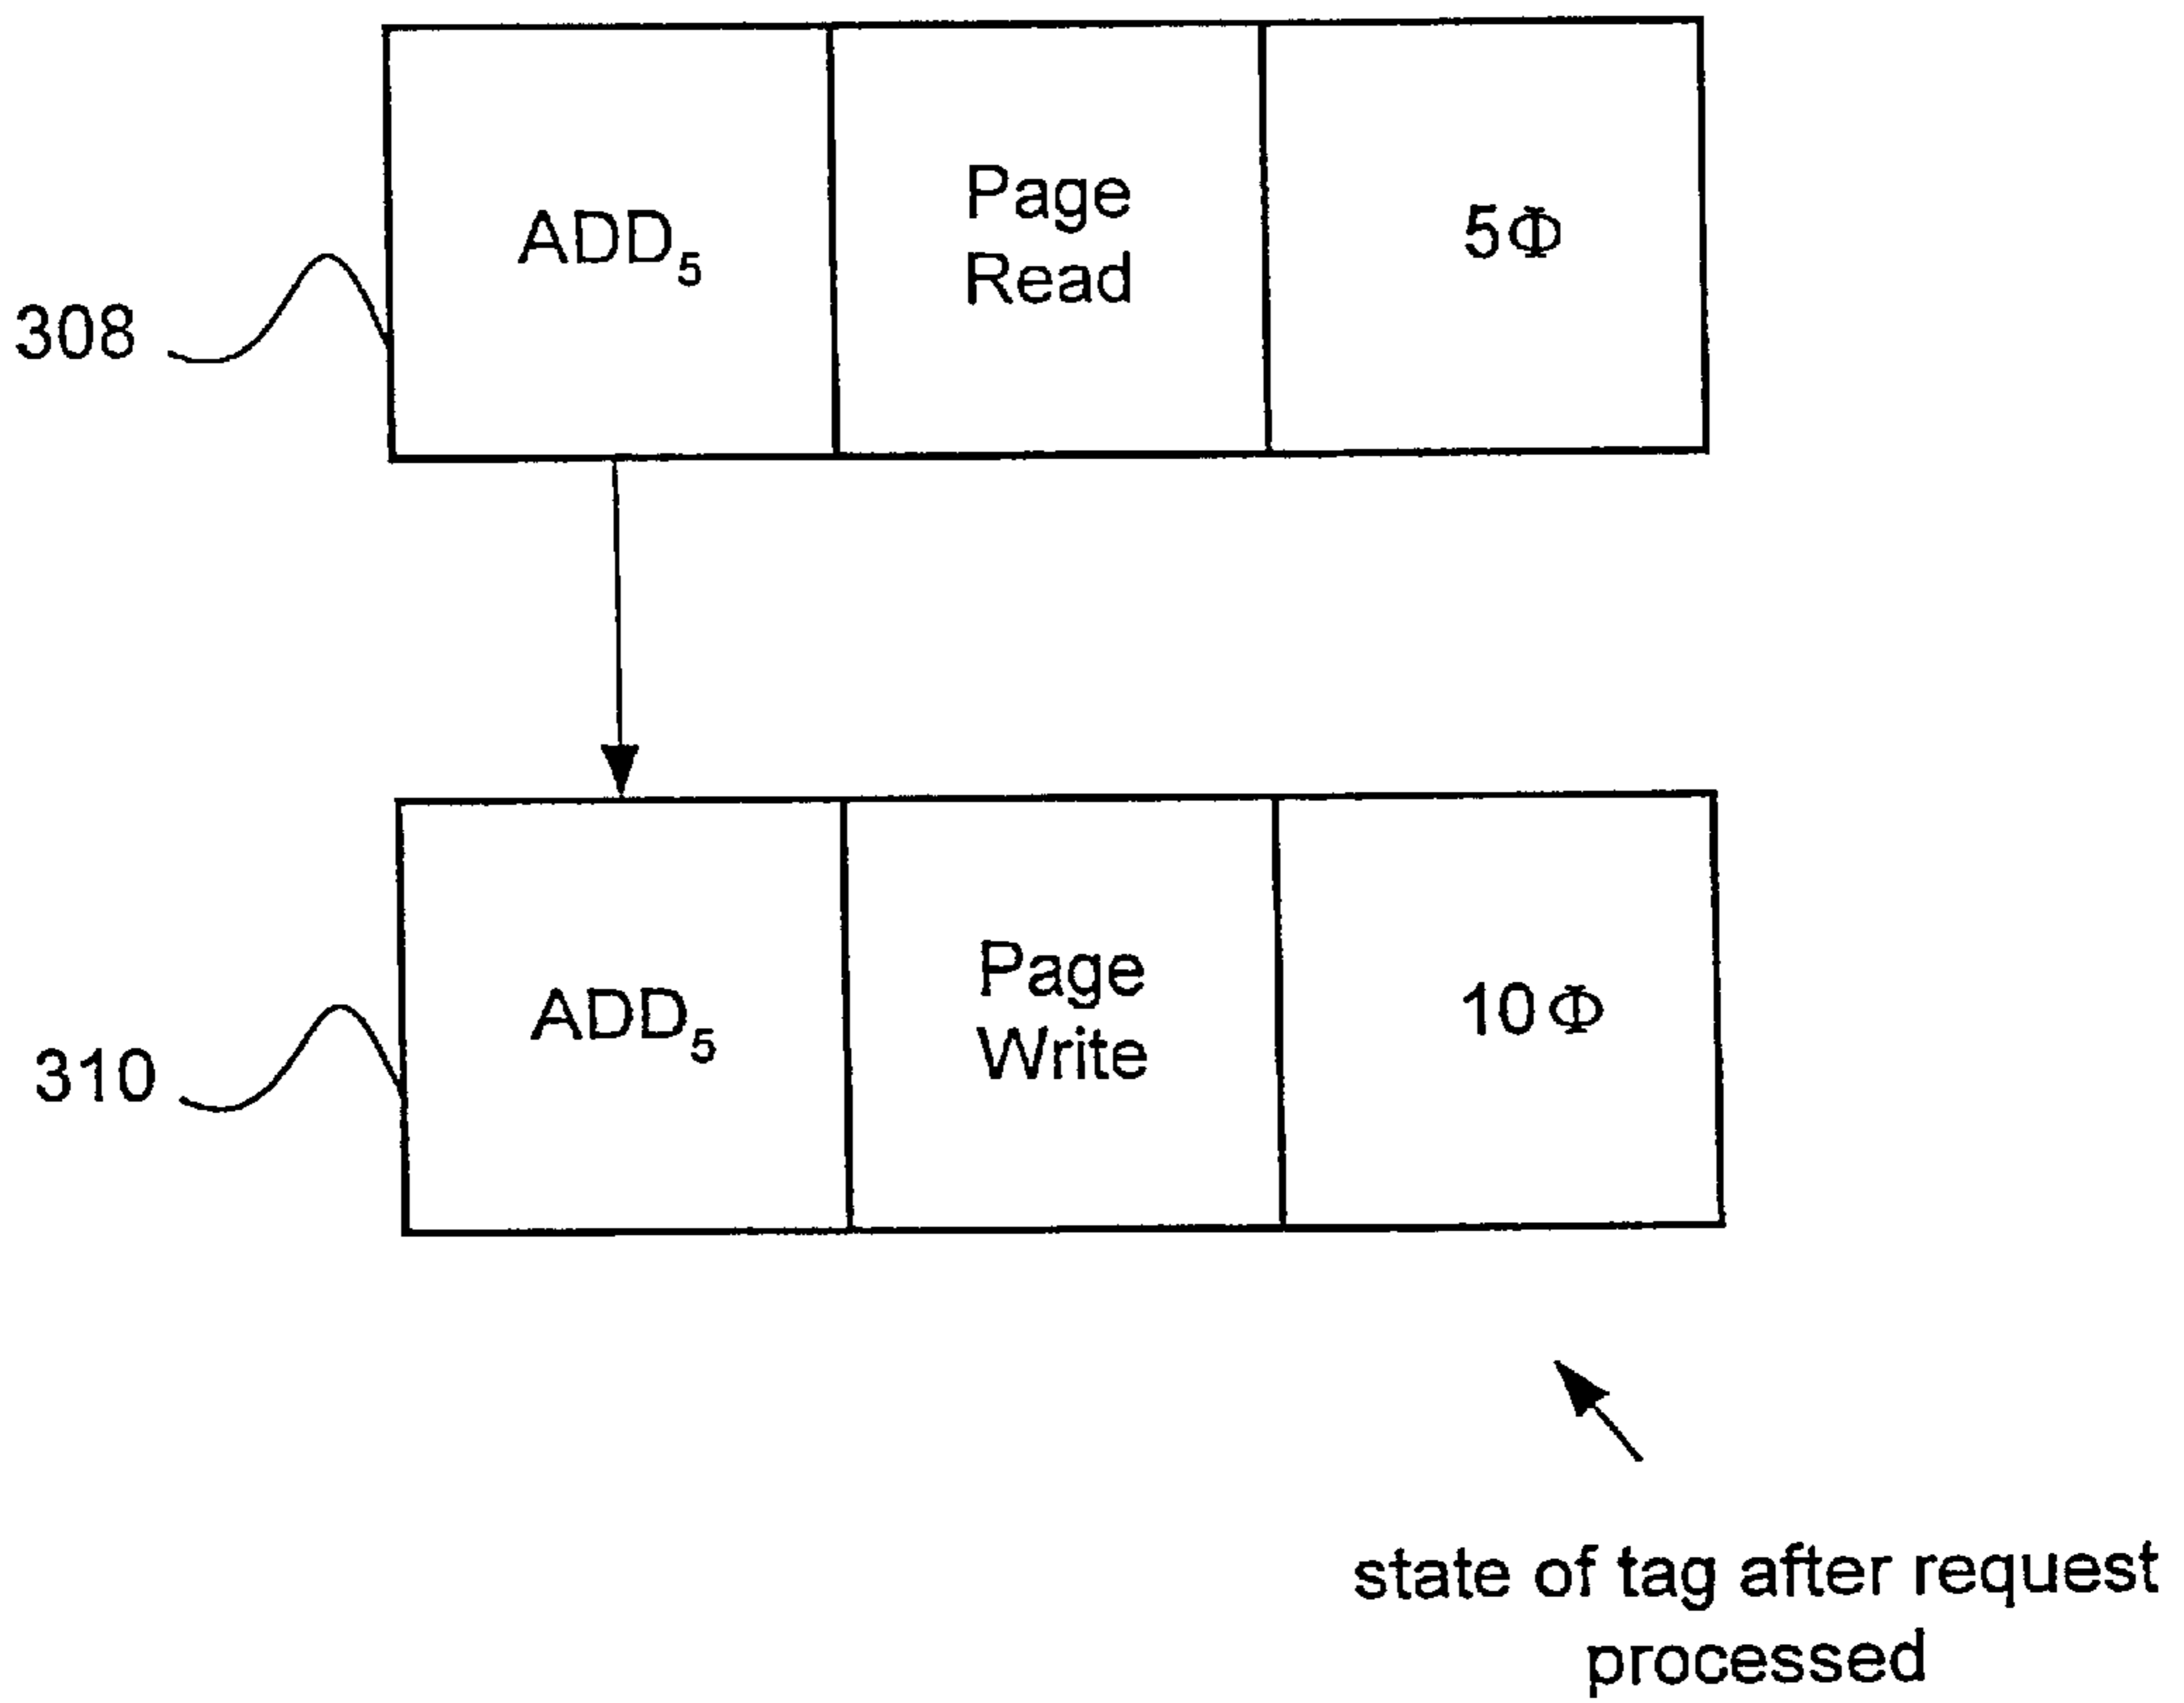 ADD₅
Page
Read
5Φ
308
ADD₅
Page
Write
10Φ
310
state of tag after request
processed